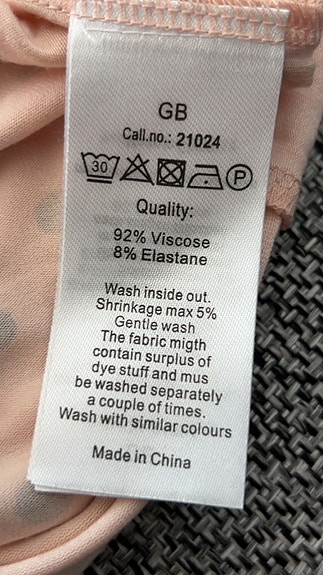 GB
Call.no.: 21024
30 P
Quality:
92% Viscose
8% Elastane
Wash inside out.
Shrinkage max 5%
Gentle wash
The fabric migth
contain surplus of
dye stuff and mus
be washed separately
a couple of times.
Wash with similar colours
Made in China